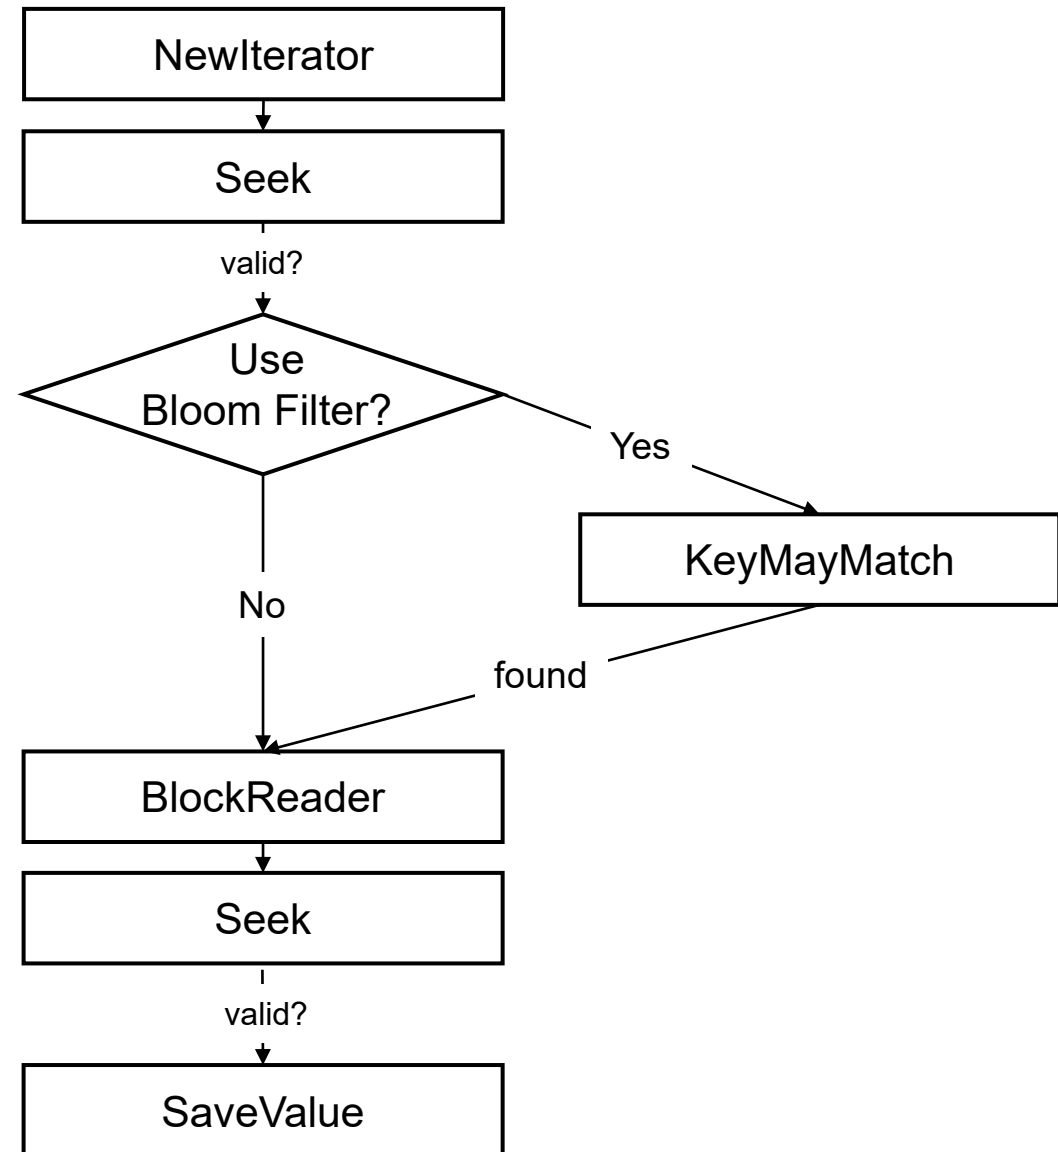 NewIterator
Seek
valid?
Use
Bloom Filter?
Yes
KeyMayMatch
No
found
BlockReader
Seek
valid?
SaveValue